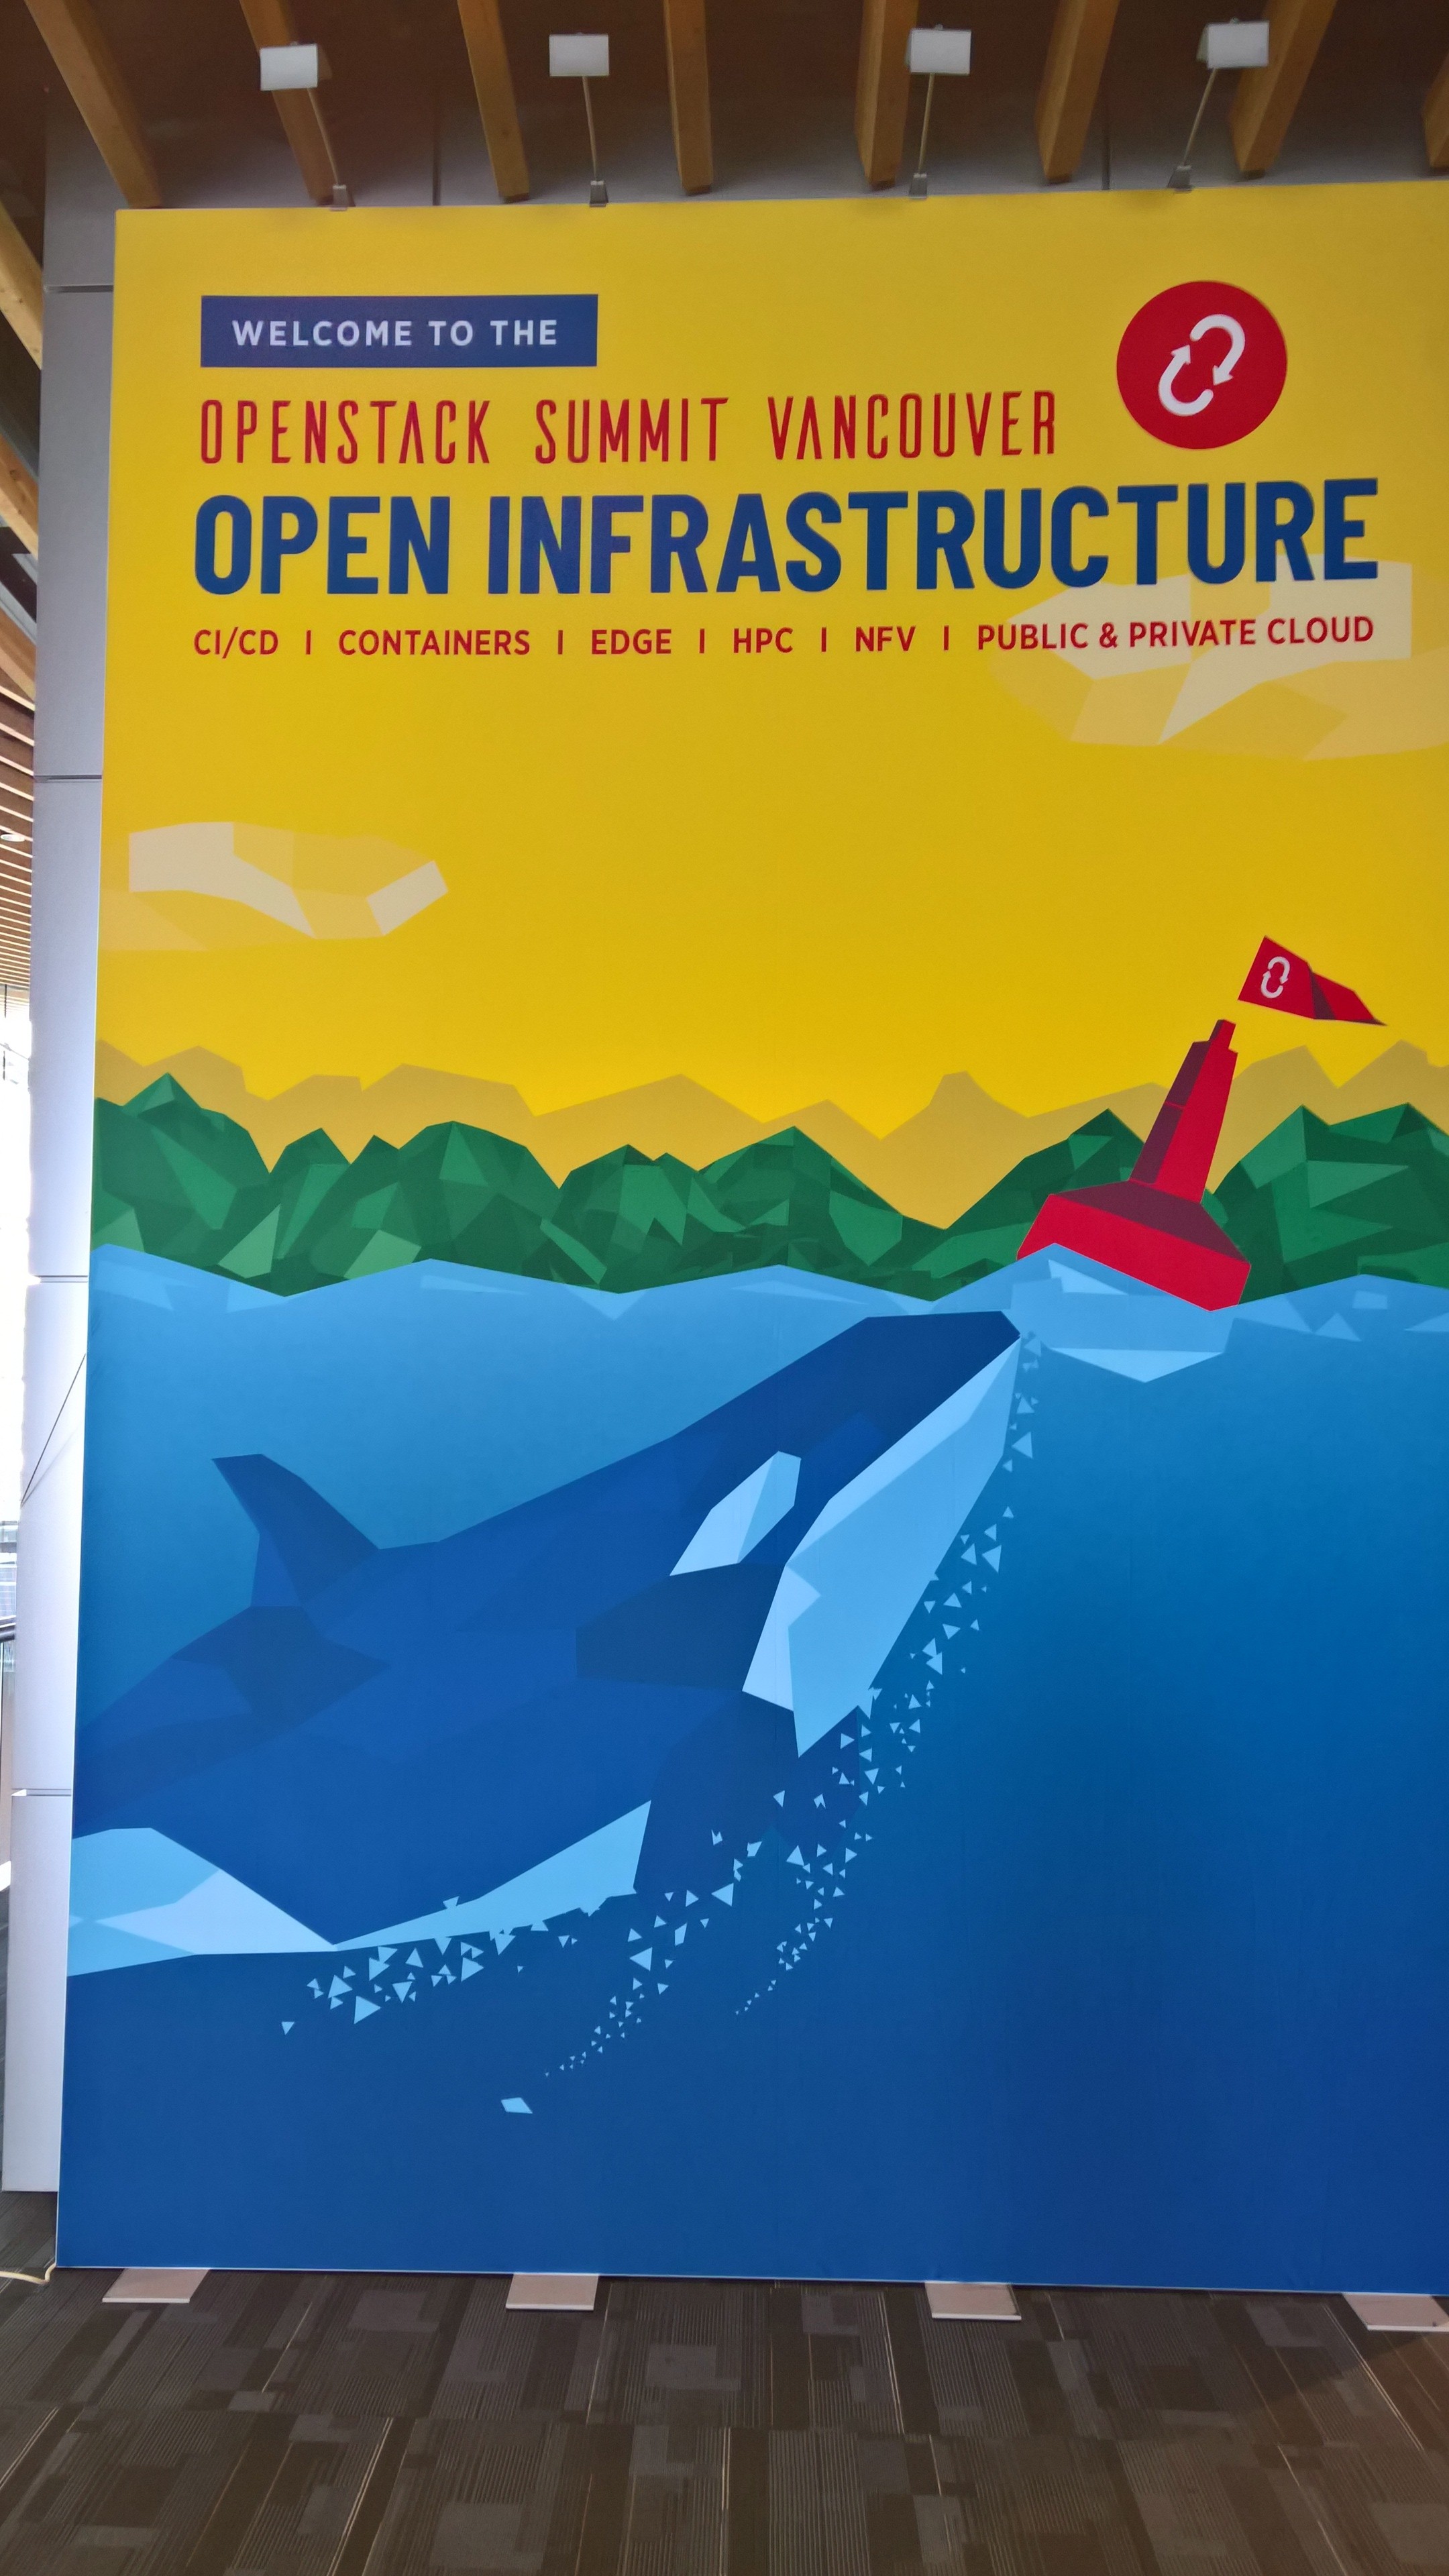 WELCOME TO THE
OPENSTACK SUMMIT VANCOUVER
OPEN INFRASTRUCTURE
CI/CD | CONTAINERS | EDGE | HPC | NFV | PUBLIC & PRIVATE CLOUD